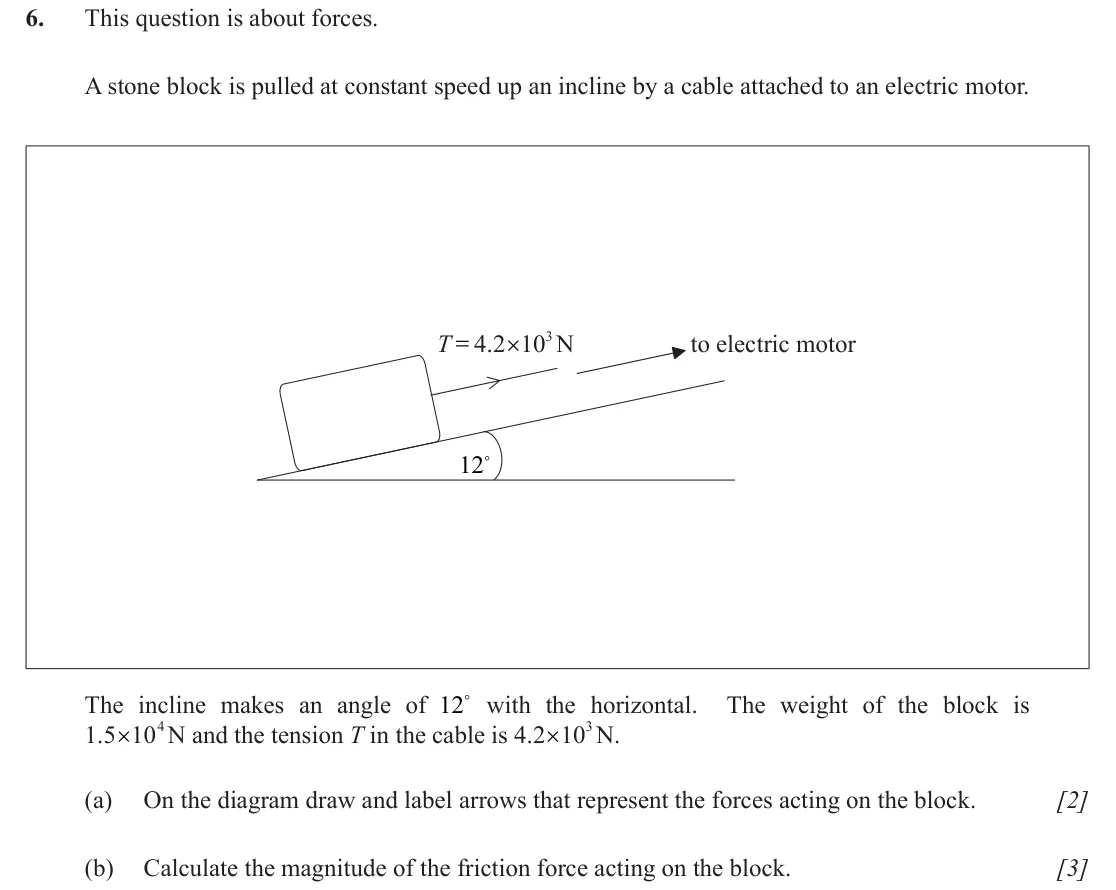 6. This question is about forces.
A stone block is pulled at constant speed up an incline by a cable attached to an electric motor.
T=4.2×10³N
to electric motor
12°
The incline makes an angle of 12° with the horizontal. The weight of the block is
1.5×10⁴N and the tension T in the cable is 4.2×10³N.
(a) On the diagram draw and label arrows that represent the forces acting on the block. [2]
(b) Calculate the magnitude of the friction force acting on the block. [3]